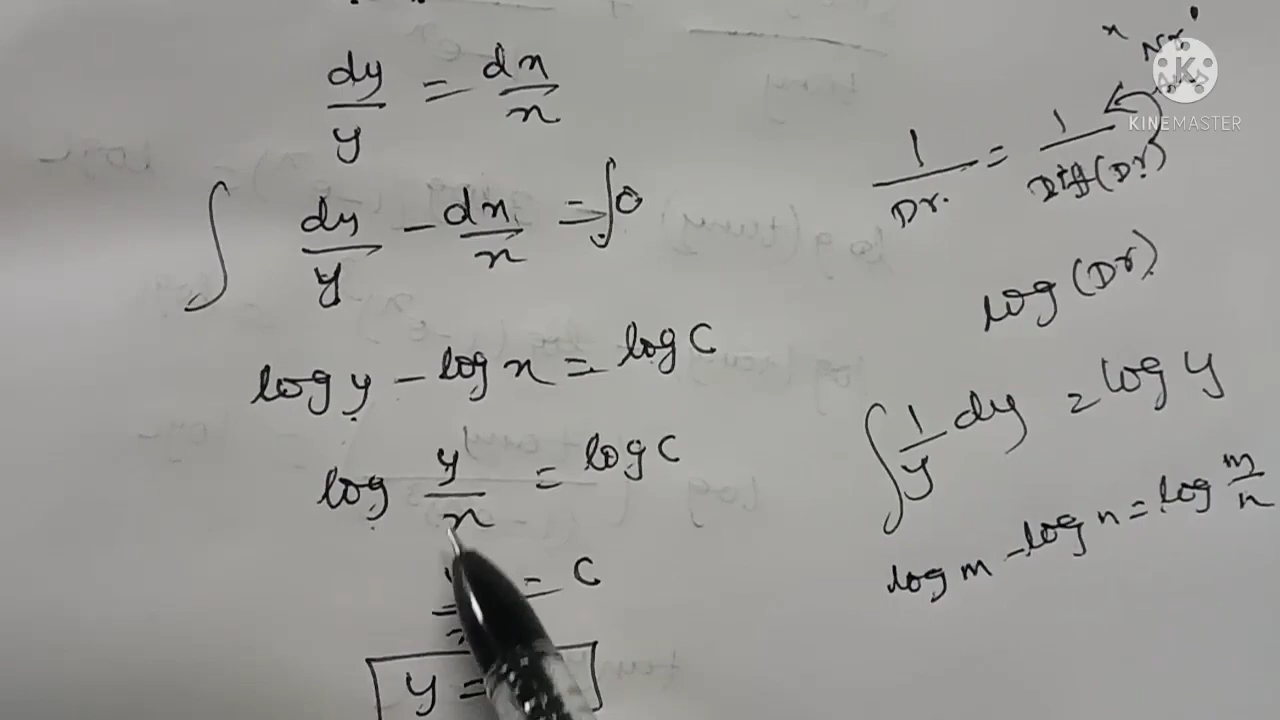 dy/y = dx/x
∫ dy/y - dx/x = ∫0
log y - log x = log C
log y/x = log C
= C
y =
KINEMASTER
1/Dr. = 1/Diff(Dr)
log (Dr)
∫ 1/y dy = log y
log m - log n = log m/n